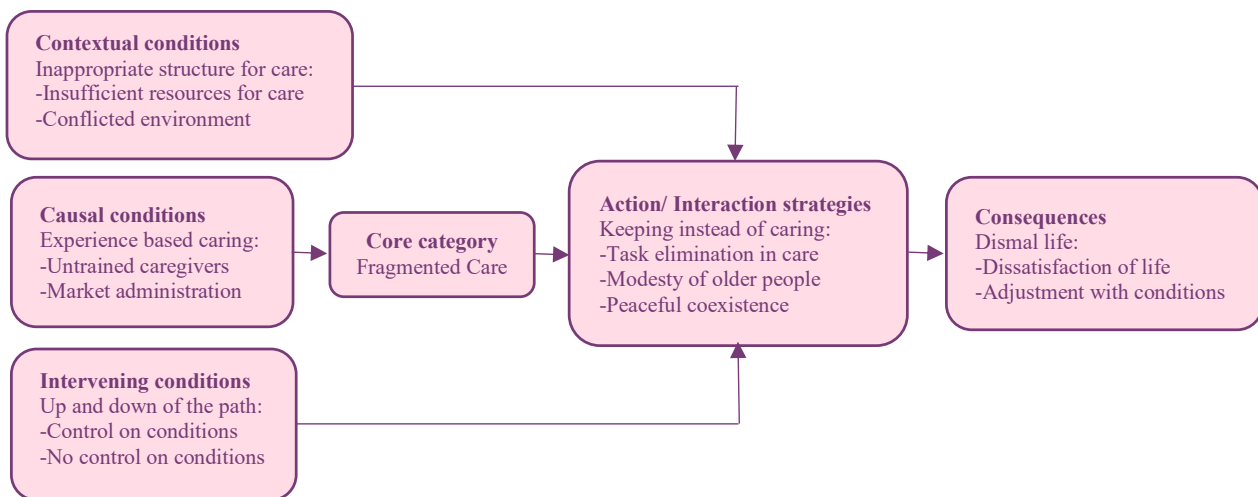 Contextual conditions
Inappropriate structure for care:
-Insufficient resources for care
-Conflicted environment
Causal conditions
Experience based caring:
-Untrained caregivers
-Market administration
Core category
Fragmented Care
Action/ Interaction strategies
Keeping instead of caring:
-Task elimination in care
-Modesty of older people
-Peaceful coexistence
Consequences
Dismal life:
-Dissatisfaction of life
-Adjustment with conditions
Intervening conditions
Up and down of the path:
-Control on conditions
-No control on conditions